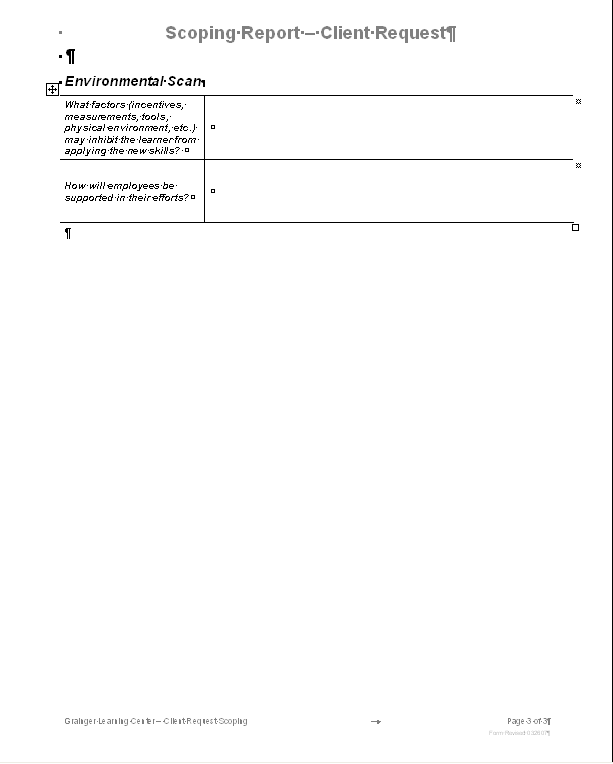 Scoping Report – Client Request
Environmental Scan
What factors (incentives,
measurements, tools,
physical environment, etc.)
may inhibit the learner from
applying the new skills?
How will employees be
supported in their efforts?
Grainger Learning Center – Client Request Scoping
Page 3 of 3
Form Revised